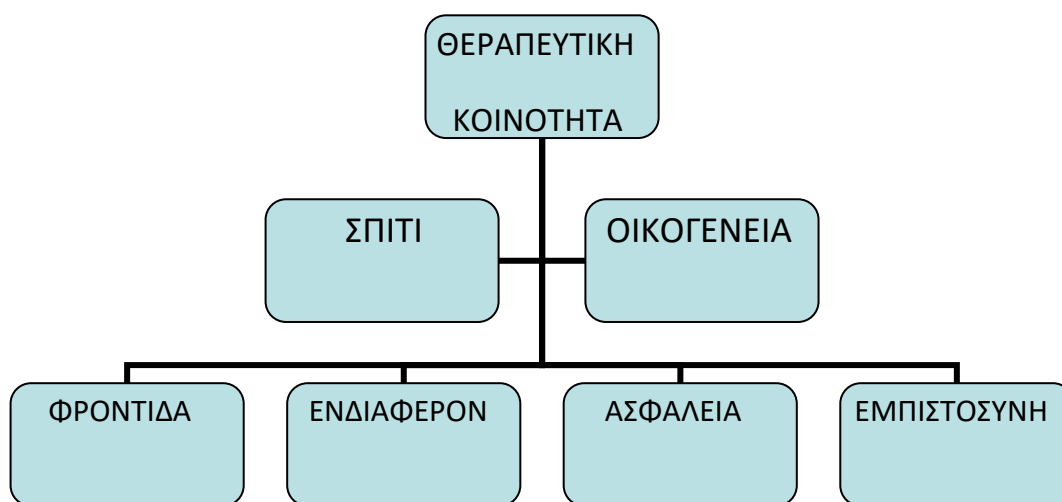 ΘΕΡΑΠΕΥΤΙΚΗ
ΚΟΙΝΟΤΗΤΑ
ΣΠΙΤΙ
ΟΙΚΟΓΕΝΕΙΑ
ΦΡΟΝΤΙΔΑ
ΕΝΔΙΑΦΕΡΟΝ
ΑΣΦΑΛΕΙΑ
ΕΜΠΙΣΤΟΣΥΝΗ